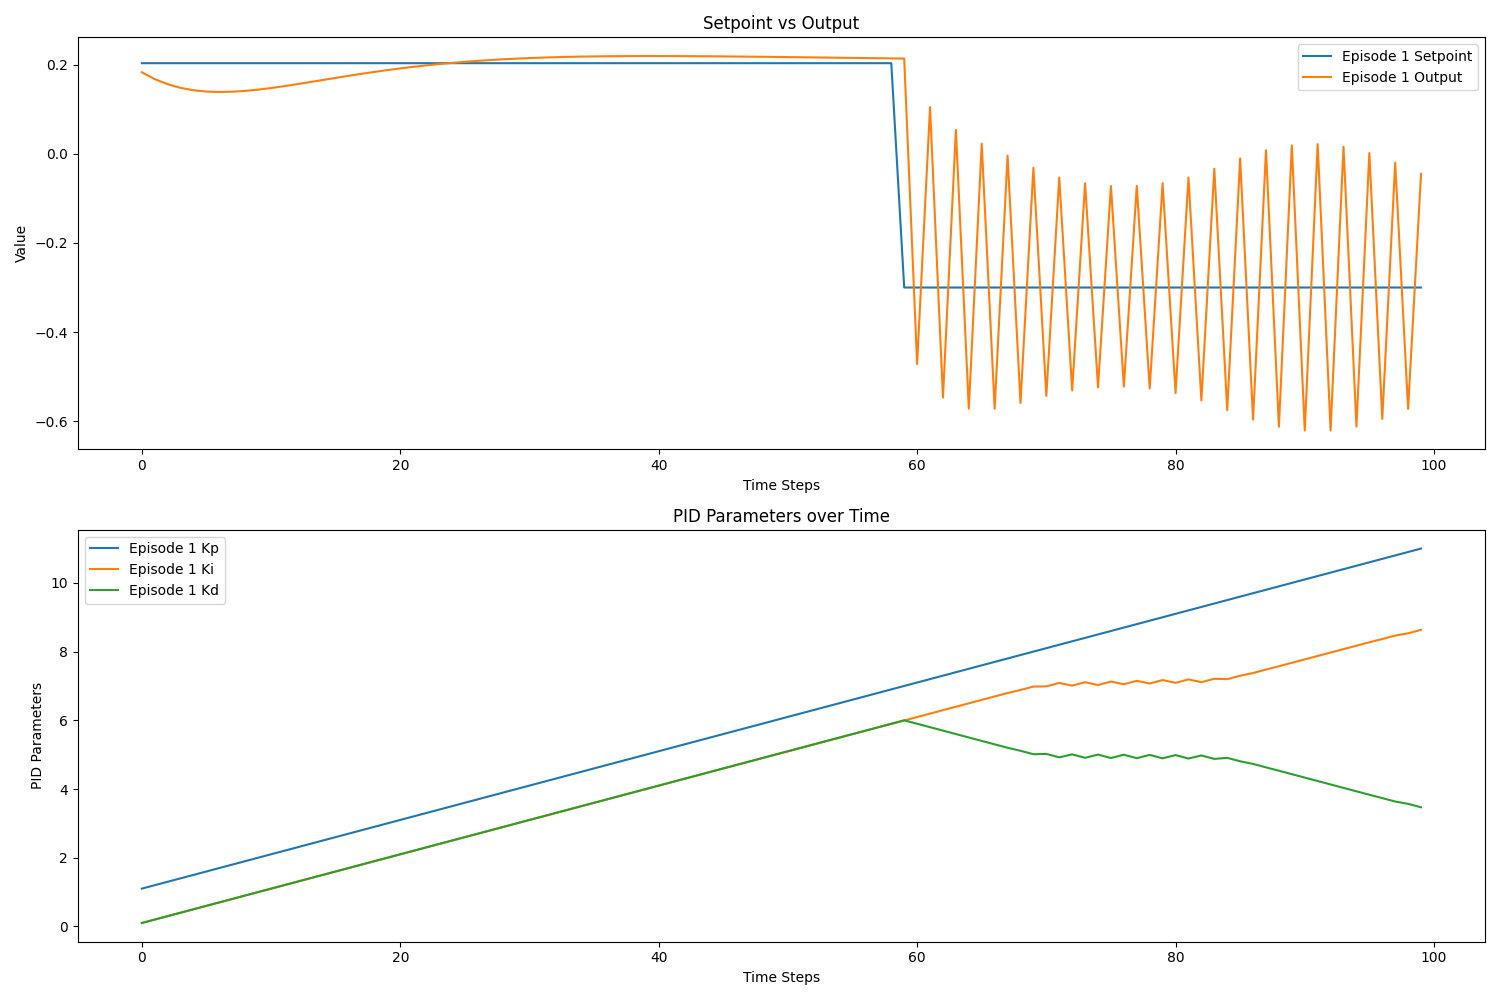 Setpoint vs Output
Episode 1 Setpoint
Episode 1 Output
Value
0.2
0.0
−0.2
−0.4
−0.6
0 20 40 60 80 100
Time Steps
PID Parameters over Time
Episode 1 Kp
Episode 1 Ki
Episode 1 Kd
PID Parameters
10
8
6
4
2
0
0 20 40 60 80 100
Time Steps